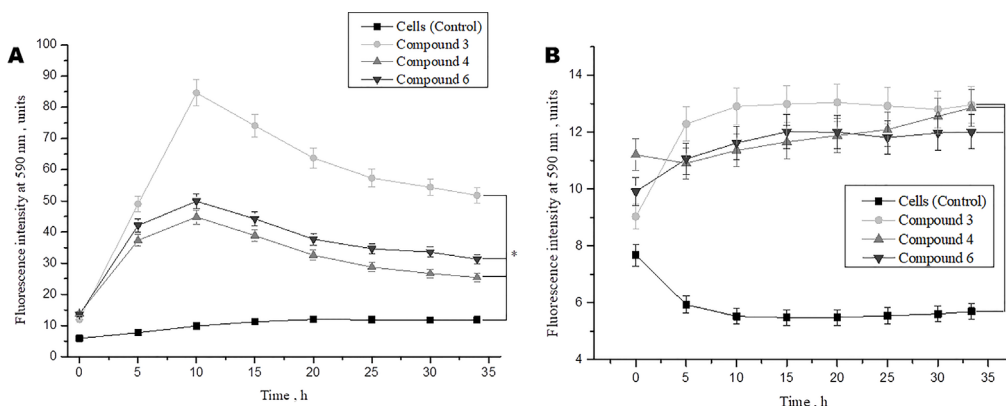 A
Fluorescence intensity at 590 nm , units
100
90
80
70
60
50
40
30
20
10
0
Cells (Control)
Compound 3
Compound 4
Compound 6
*
0 5 10 15 20 25 30 35
Time , h
B
Fluorescence intensity at 590 nm , units
14
12
10
8
6
4
Cells (Control)
Compound 3
Compound 4
Compound 6
0 5 10 15 20 25 30 35
Time , h